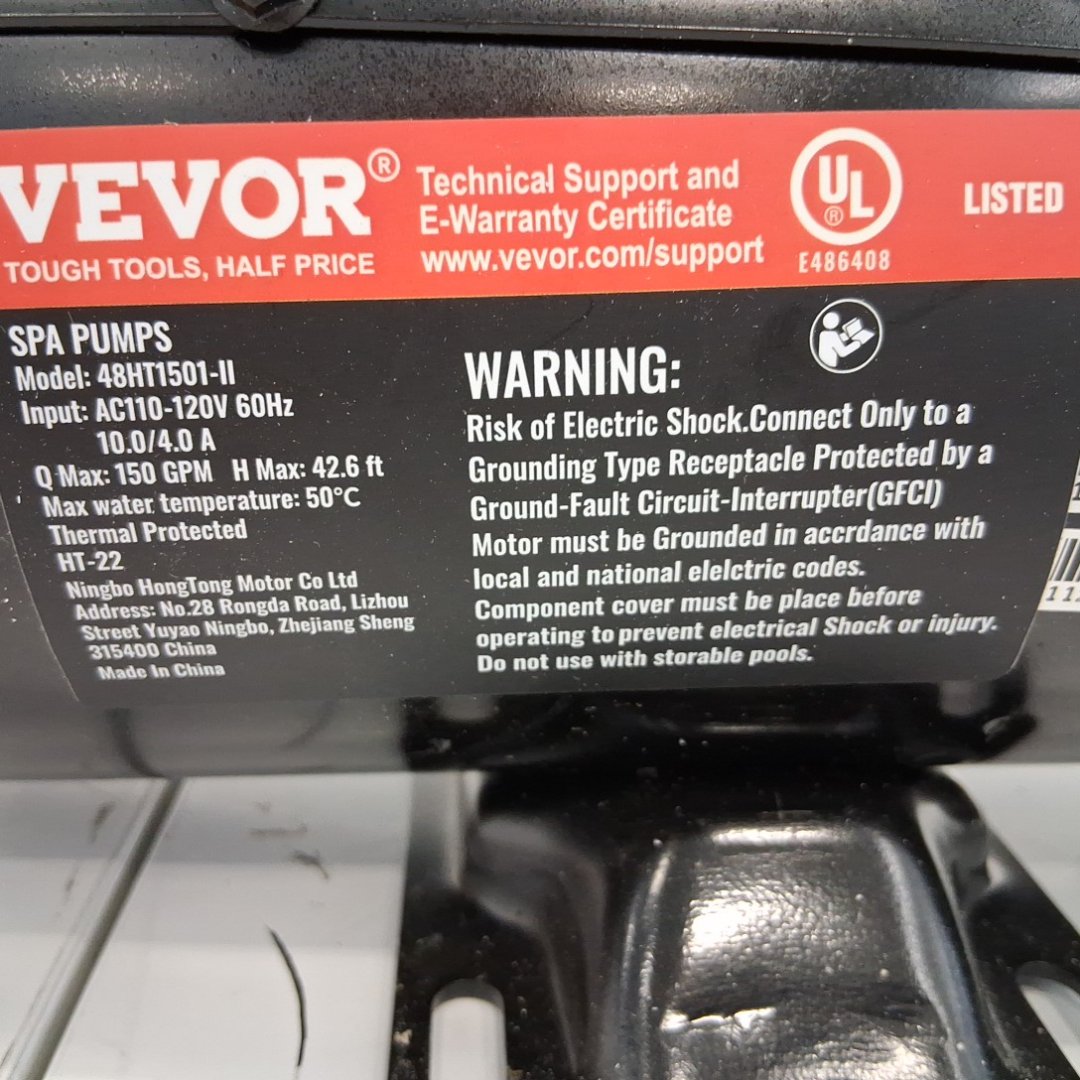 VEVOR®
TOUGH TOOLS, HALF PRICE
Technical Support and
E-Warranty Certificate
www.vevor.com/support
UL ®
E486408
LISTED
SPA PUMPS
Model: 48HT1501-II
Input: AC110-120V 60Hz
10.0/4.0 A
Q Max: 150 GPM H Max: 42.6 ft
Max water temperature: 50°C
Thermal Protected
HT-22
Ningbo HongTong Motor Co Ltd
Address: No.28 Rongda Road, Lizhou
Street Yuyao Ningbo, Zhejiang Sheng
315400 China
Made In China
WARNING:
Risk of Electric Shock.Connect Only to a
Grounding Type Receptacle Protected by a
Ground-Fault Circuit-Interrupter(GFCI)
Motor must be Grounded in accrdance with
local and national elelctric codes.
Component cover must be place before
operating to prevent electrical Shock or injury.
Do not use with storable pools.